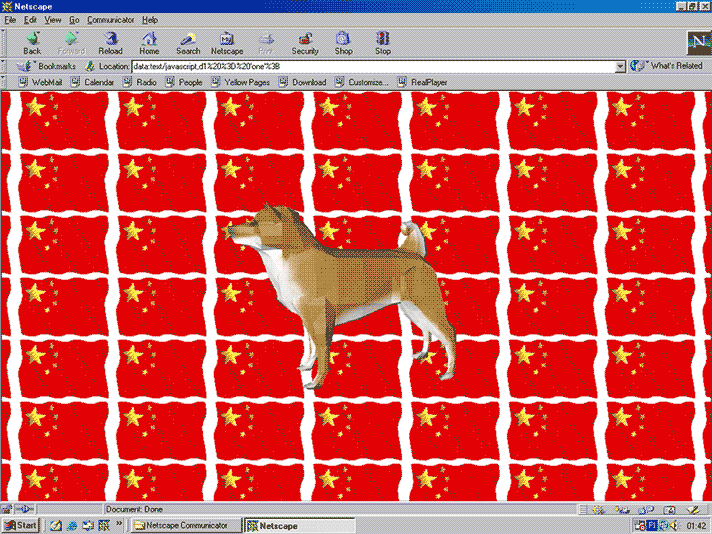 Netscape
File Edit View Go Communicator Help
Back Forward Reload Home Search Netscape Print Security Shop Stop
Bookmarks Location: data:text/javascript,d1%20%3D%20"one"%3B What's Related
WebMail Calendar Radio People Yellow Pages Download Customize... RealPlayer
Document: Done
Start Netscape Communicator Netscape 01:42